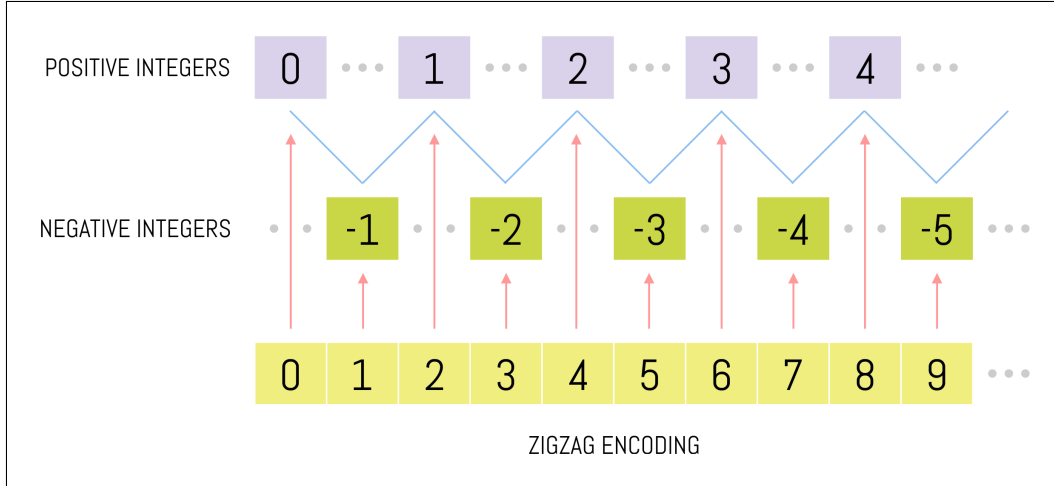 POSITIVE INTEGERS 0 1 2 3 4
NEGATIVE INTEGERS -1 -2 -3 -4 -5
0 1 2 3 4 5 6 7 8 9
ZIGZAG ENCODING